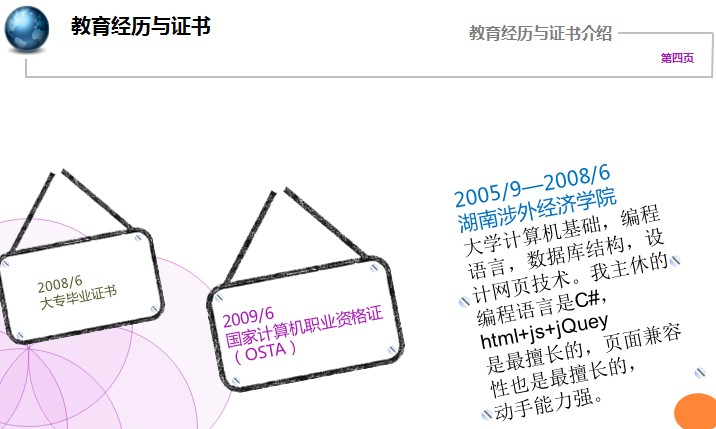 教育经历与证书
教育经历与证书介绍
第四页
2008/6
大专毕业证书
2009/6
国家计算机职业资格证
（OSTA）
2005/9—2008/6
湖南涉外经济学院
大学计算机基础，编程
语言，数据库结构，设
计网页技术。我主休的
编程语言是C#，
html+js+jQuey
是最擅长的，页面兼容
性也是最擅长的，
动手能力强。